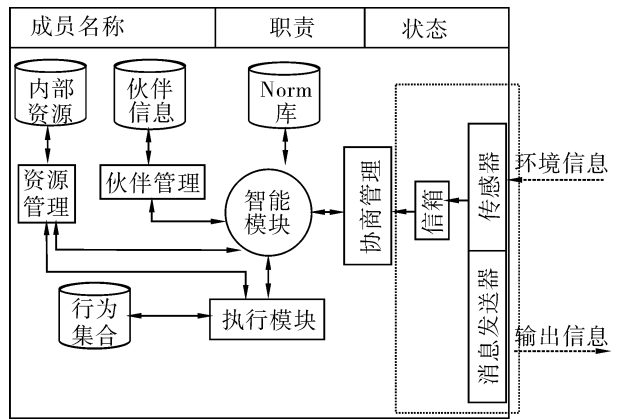 成员名称
职责
状态
内部
资源
伙伴
信息
Norm
库
资源
管理
伙伴管理
智能
模块
协商管理
信箱
传感器
环境信息
行为
集合
执行模块
消息发送器
输出信息